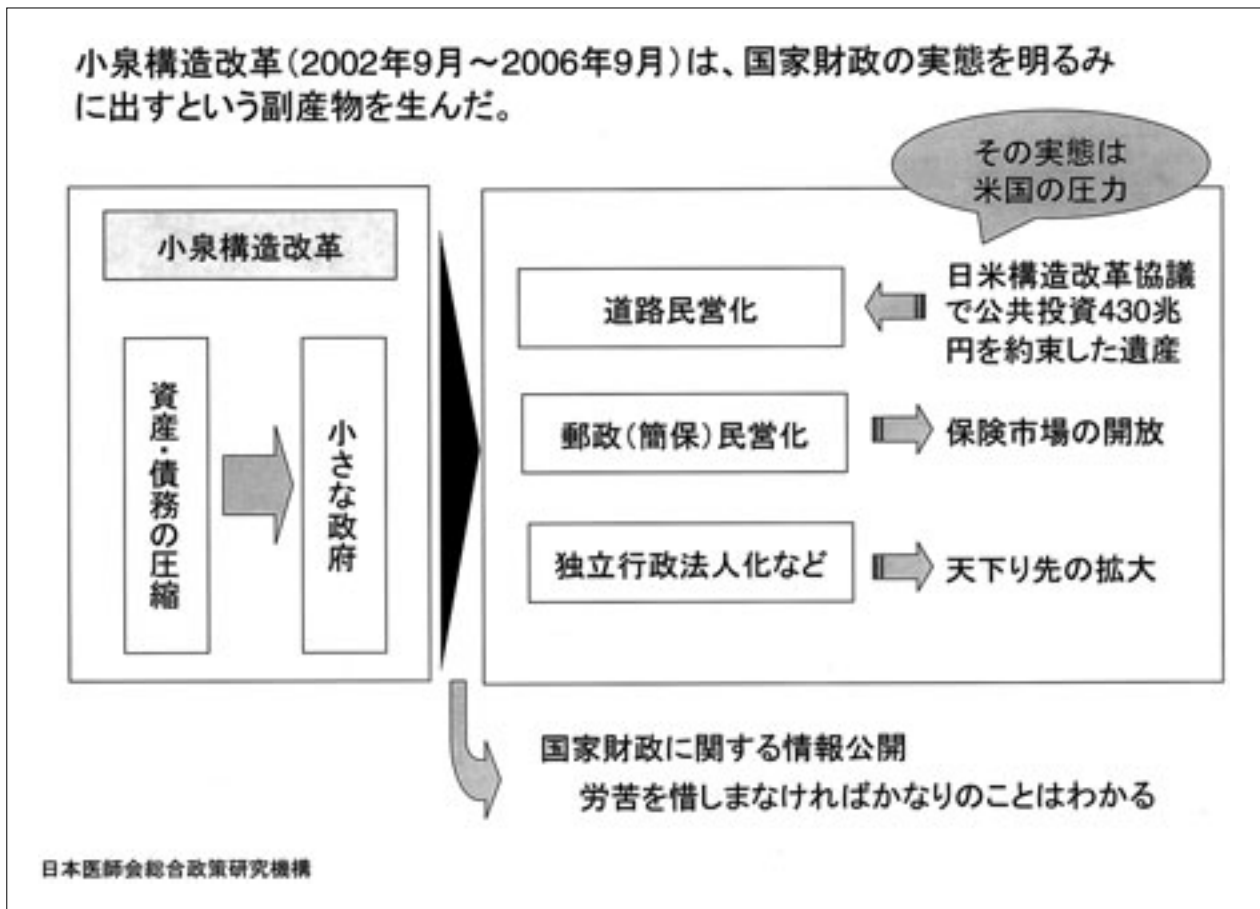 小泉構造改革(2002年9月～2006年9月)は、国家財政の実態を明るみ
に出すという副産物を生んだ。
その実態は
米国の圧力
小泉構造改革
資産・債務の圧縮
小さな政府
道路民営化
日米構造改革協議
で公共投資430兆
円を約束した遺産
郵政(簡保)民営化
保険市場の開放
独立行政法人化など
天下り先の拡大
国家財政に関する情報公開
労苦を惜しまなければかなりのことはわかる
日本医師会総合政策研究機構